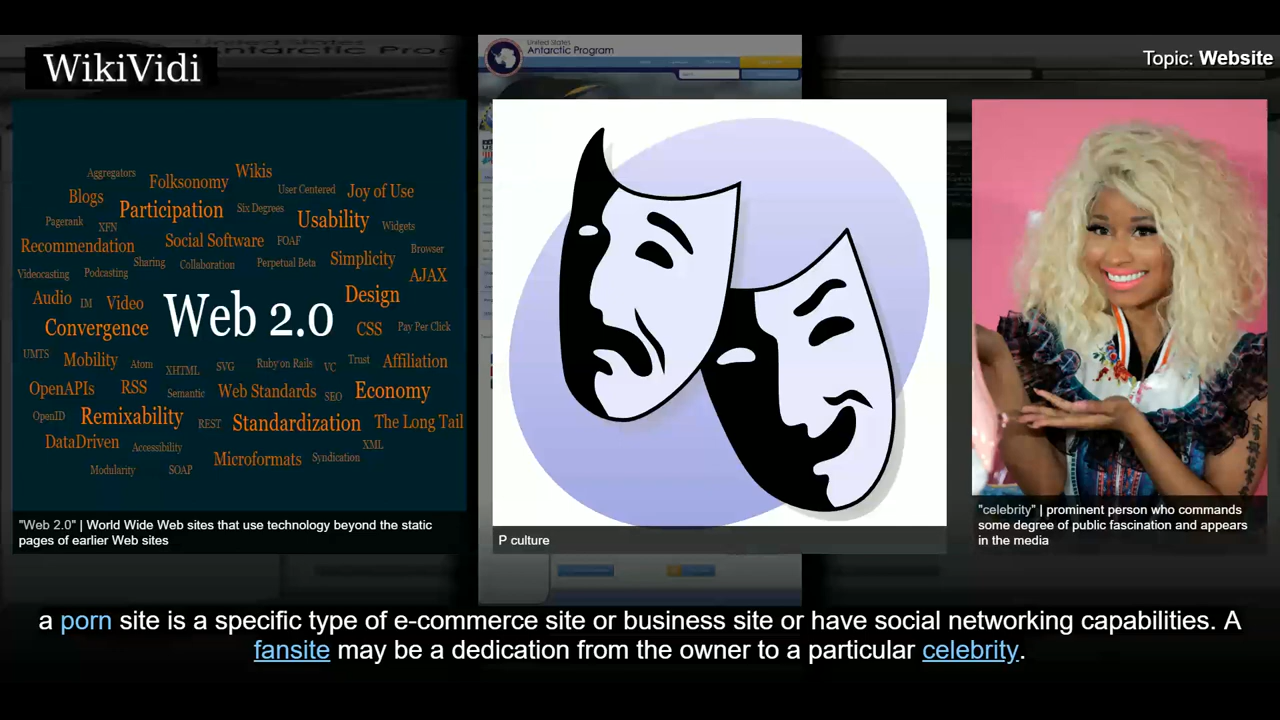 United States
Antarctic Program
WikiVidi
Topic: Website
Aggregators
Wikis
Folksonomy
User Centered
Joy of Use
Blogs
Participation
Six Degrees
Usability
Widgets
Pagerank
XFN
Recommendation
Social Software
FOAF
Browser
Sharing
Collaboration
Perpetual Beta
Simplicity
Videocasting
Podcasting
AJAX
Audio
IM
Video
Web 2.0
Design
Convergence
CSS
Pay Per Click
UMTS
Mobility
Atom
XHTML
SVG
Ruby on Rails
VC
Trust
Affiliation
OpenAPIs
RSS
Semantic
Web Standards
SEO
Economy
OpenID
Remixability
REST
Standardization
The Long Tail
DataDriven
Accessibility
XML
Modularity
SOAP
Microformats
Syndication
"Web 2.0" | World Wide Web sites that use technology beyond the static
pages of earlier Web sites
P culture
"celebrity" | prominent person who commands
some degree of public fascination and appears
in the media
a porn site is a specific type of e-commerce site or business site or have social networking capabilities. A
fansite may be a dedication from the owner to a particular celebrity.